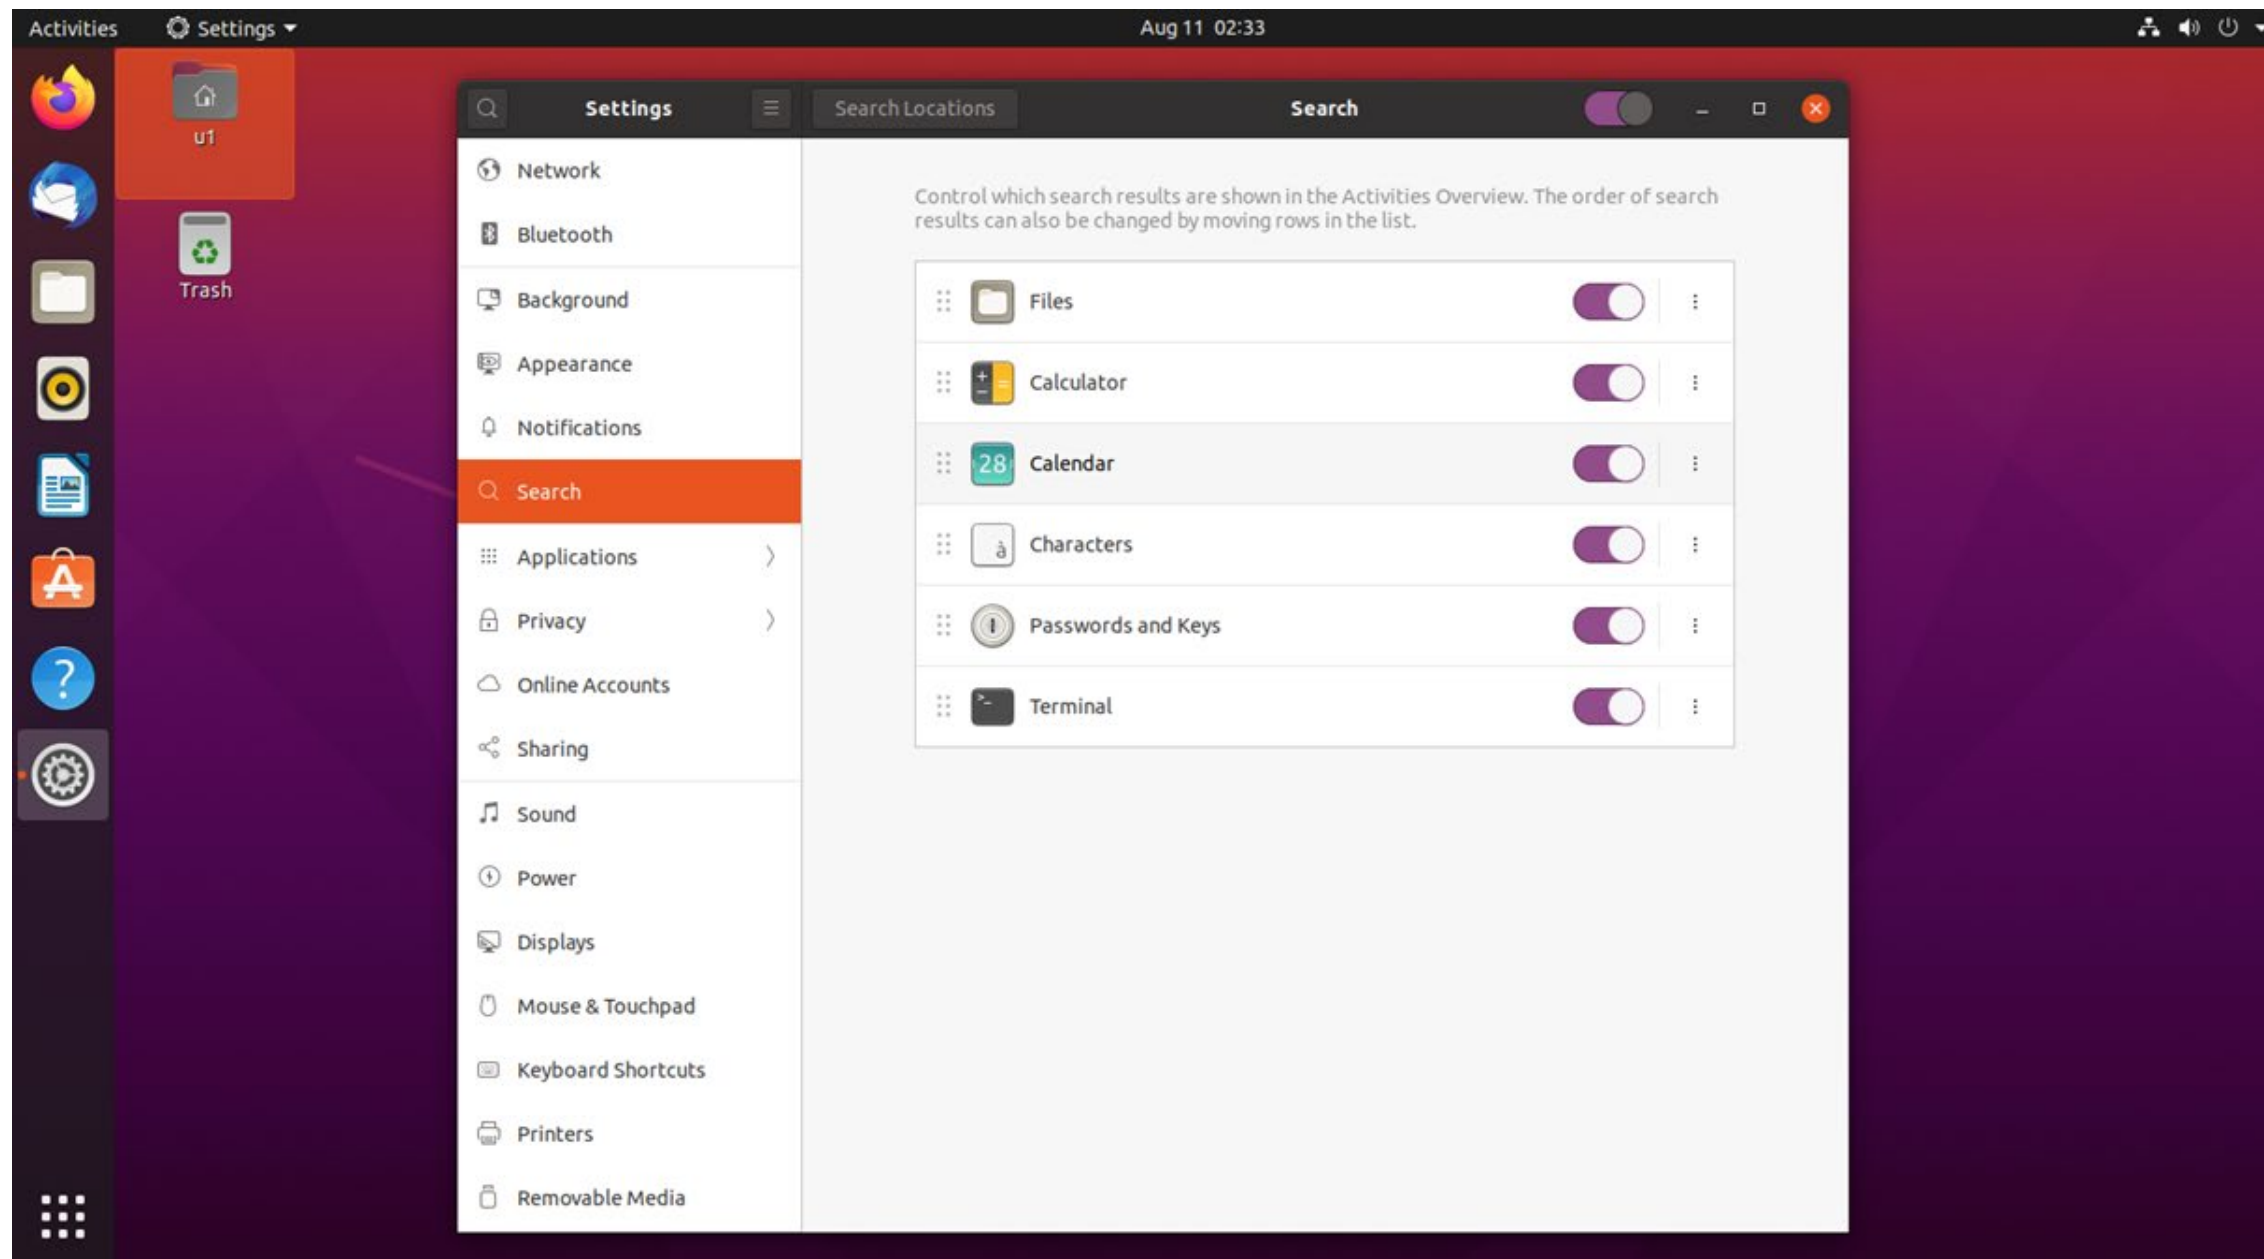 Activities
Settings
Aug 11 02:33
u1
Trash
Settings
Search Locations
Search
Network
Bluetooth
Background
Appearance
Notifications
Search
Applications
Privacy
Online Accounts
Sharing
Sound
Power
Displays
Mouse & Touchpad
Keyboard Shortcuts
Printers
Removable Media
Control which search results are shown in the Activities Overview. The order of search
results can also be changed by moving rows in the list.
Files
Calculator
28 Calendar
à Characters
Passwords and Keys
>_ Terminal